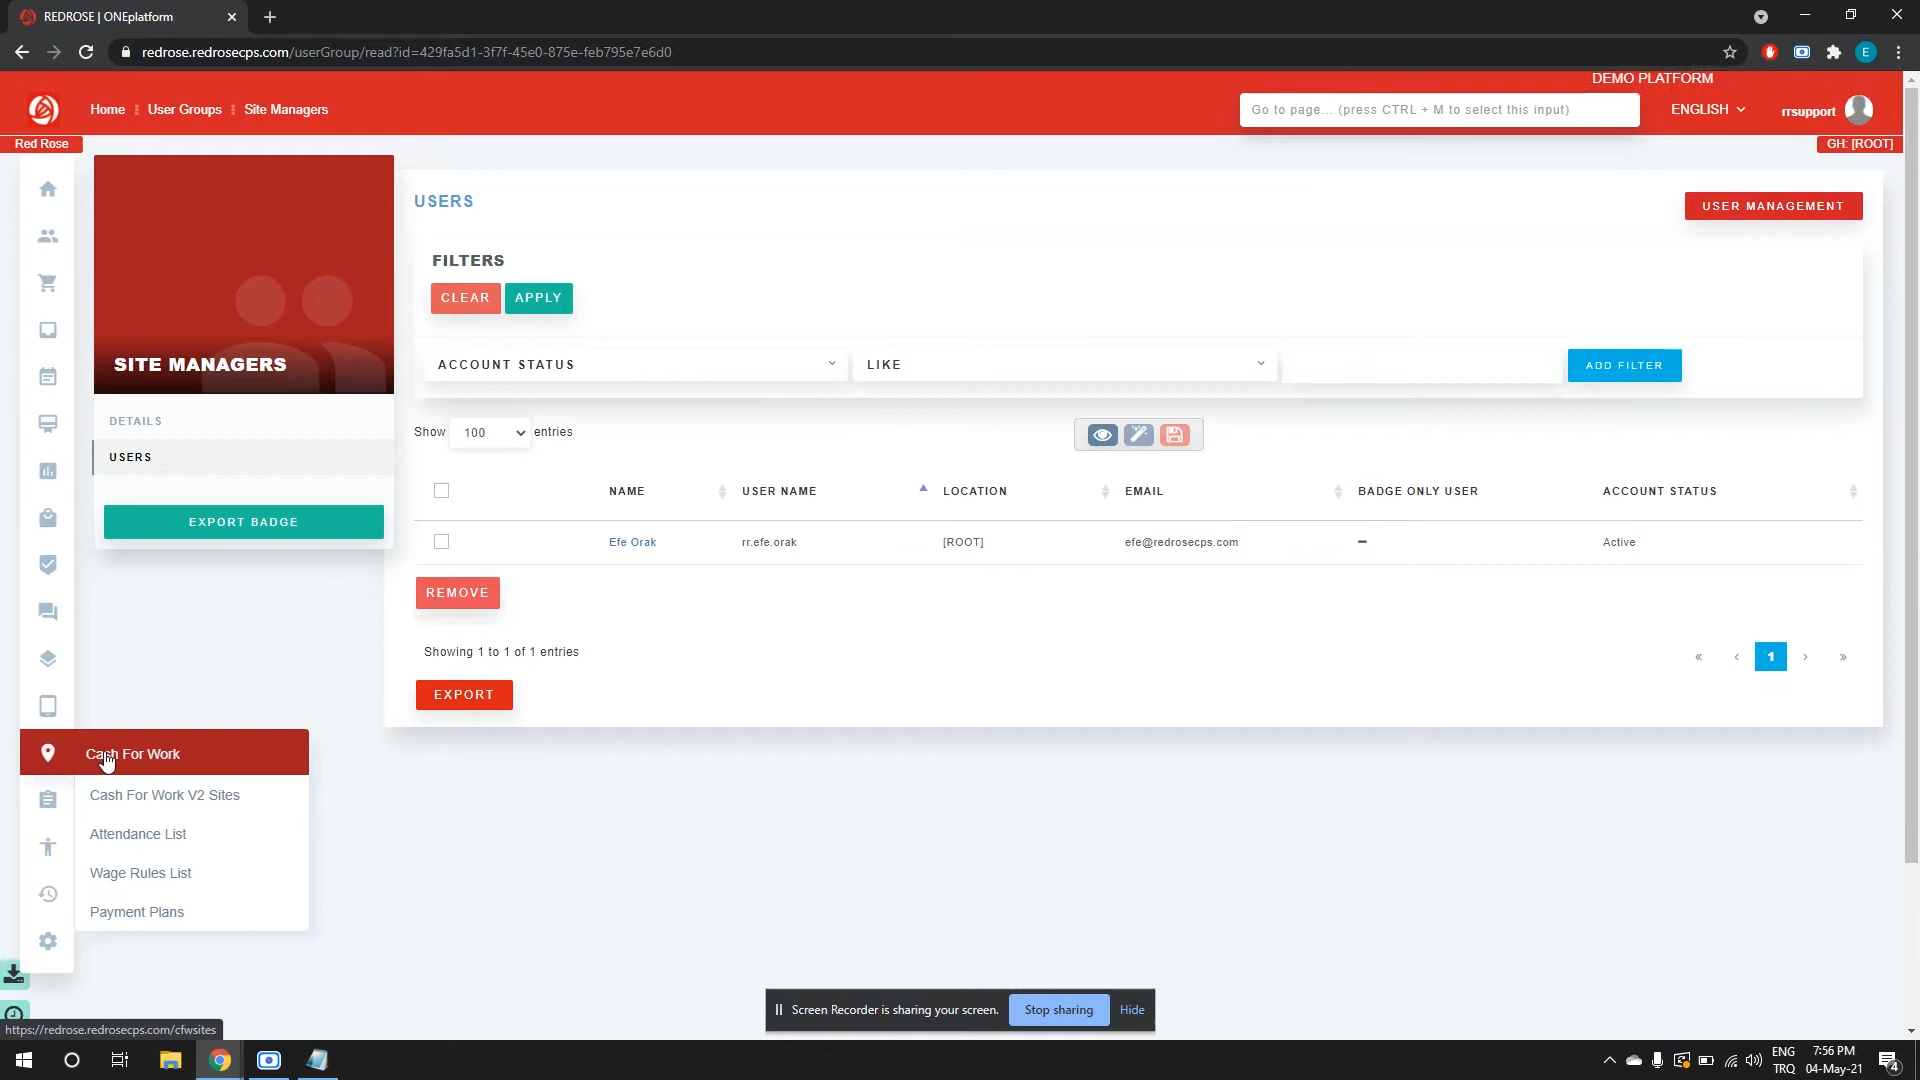 REDROSE | ONEplatform
redrose.redrosecps.com/userGroup/read?id=429fa5d1-3f7f-45e0-875e-feb795e7e6d0
E
DEMO PLATFORM
Home User Groups Site Managers
Go to page... (press CTRL + M to select this input)
ENGLISH
rrsupport
Red Rose
GH: [ROOT]
SITE MANAGERS
DETAILS
USERS
EXPORT BADGE
USERS
USER MANAGEMENT
FILTERS
CLEAR APPLY
ACCOUNT STATUS LIKE ADD FILTER
Show 100 entries
NAME USER NAME LOCATION EMAIL BADGE ONLY USER ACCOUNT STATUS
Efe Orak rr.efe.orak [ROOT] efe@redrosecps.com – Active
REMOVE
Showing 1 to 1 of 1 entries
« ‹ 1 › »
EXPORT
Cash For Work
Cash For Work V2 Sites
Attendance List
Wage Rules List
Payment Plans
Screen Recorder is sharing your screen. Stop sharing Hide
https://redrose.redrosecps.com/cfwsites
ENG
TRQ
7:56 PM
04-May-21
4